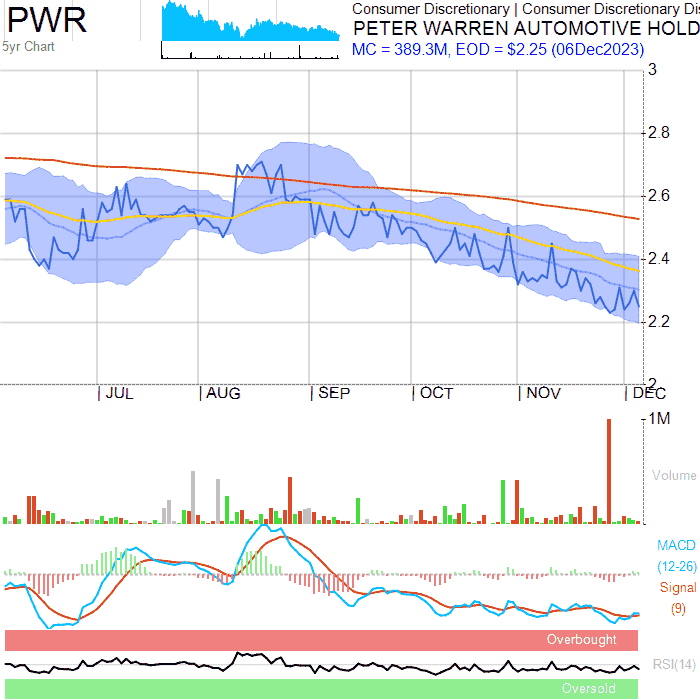 PWR
5yr Chart
Consumer Discretionary | Consumer Discretionary Dis
PETER WARREN AUTOMOTIVE HOLD
MC = 389.3M, EOD = $2.25 (06Dec2023)
3
2.8
2.6
2.4
2.2
2
JUL AUG SEP OCT NOV DEC
1M
Volume
MACD
(12-26)
Signal
(9)
Overbought
RSI(14)
Oversold